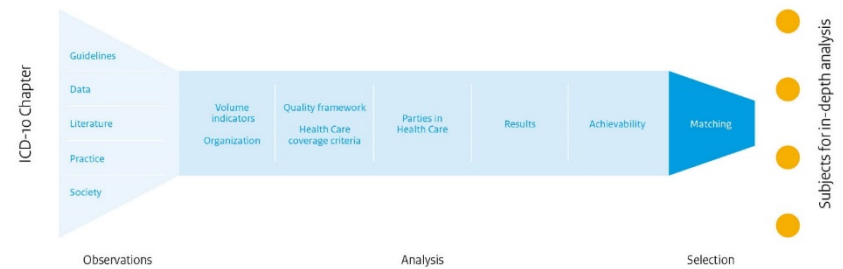 ICD-10 Chapter
Guidelines
Data
Literature
Practice
Society
Volume
indicators
Organization
Quality framework
Health Care
coverage criteria
Parties in
Health Care
Results
Achievability
Matching
Subjects for in-depth analysis
Observations
Analysis
Selection